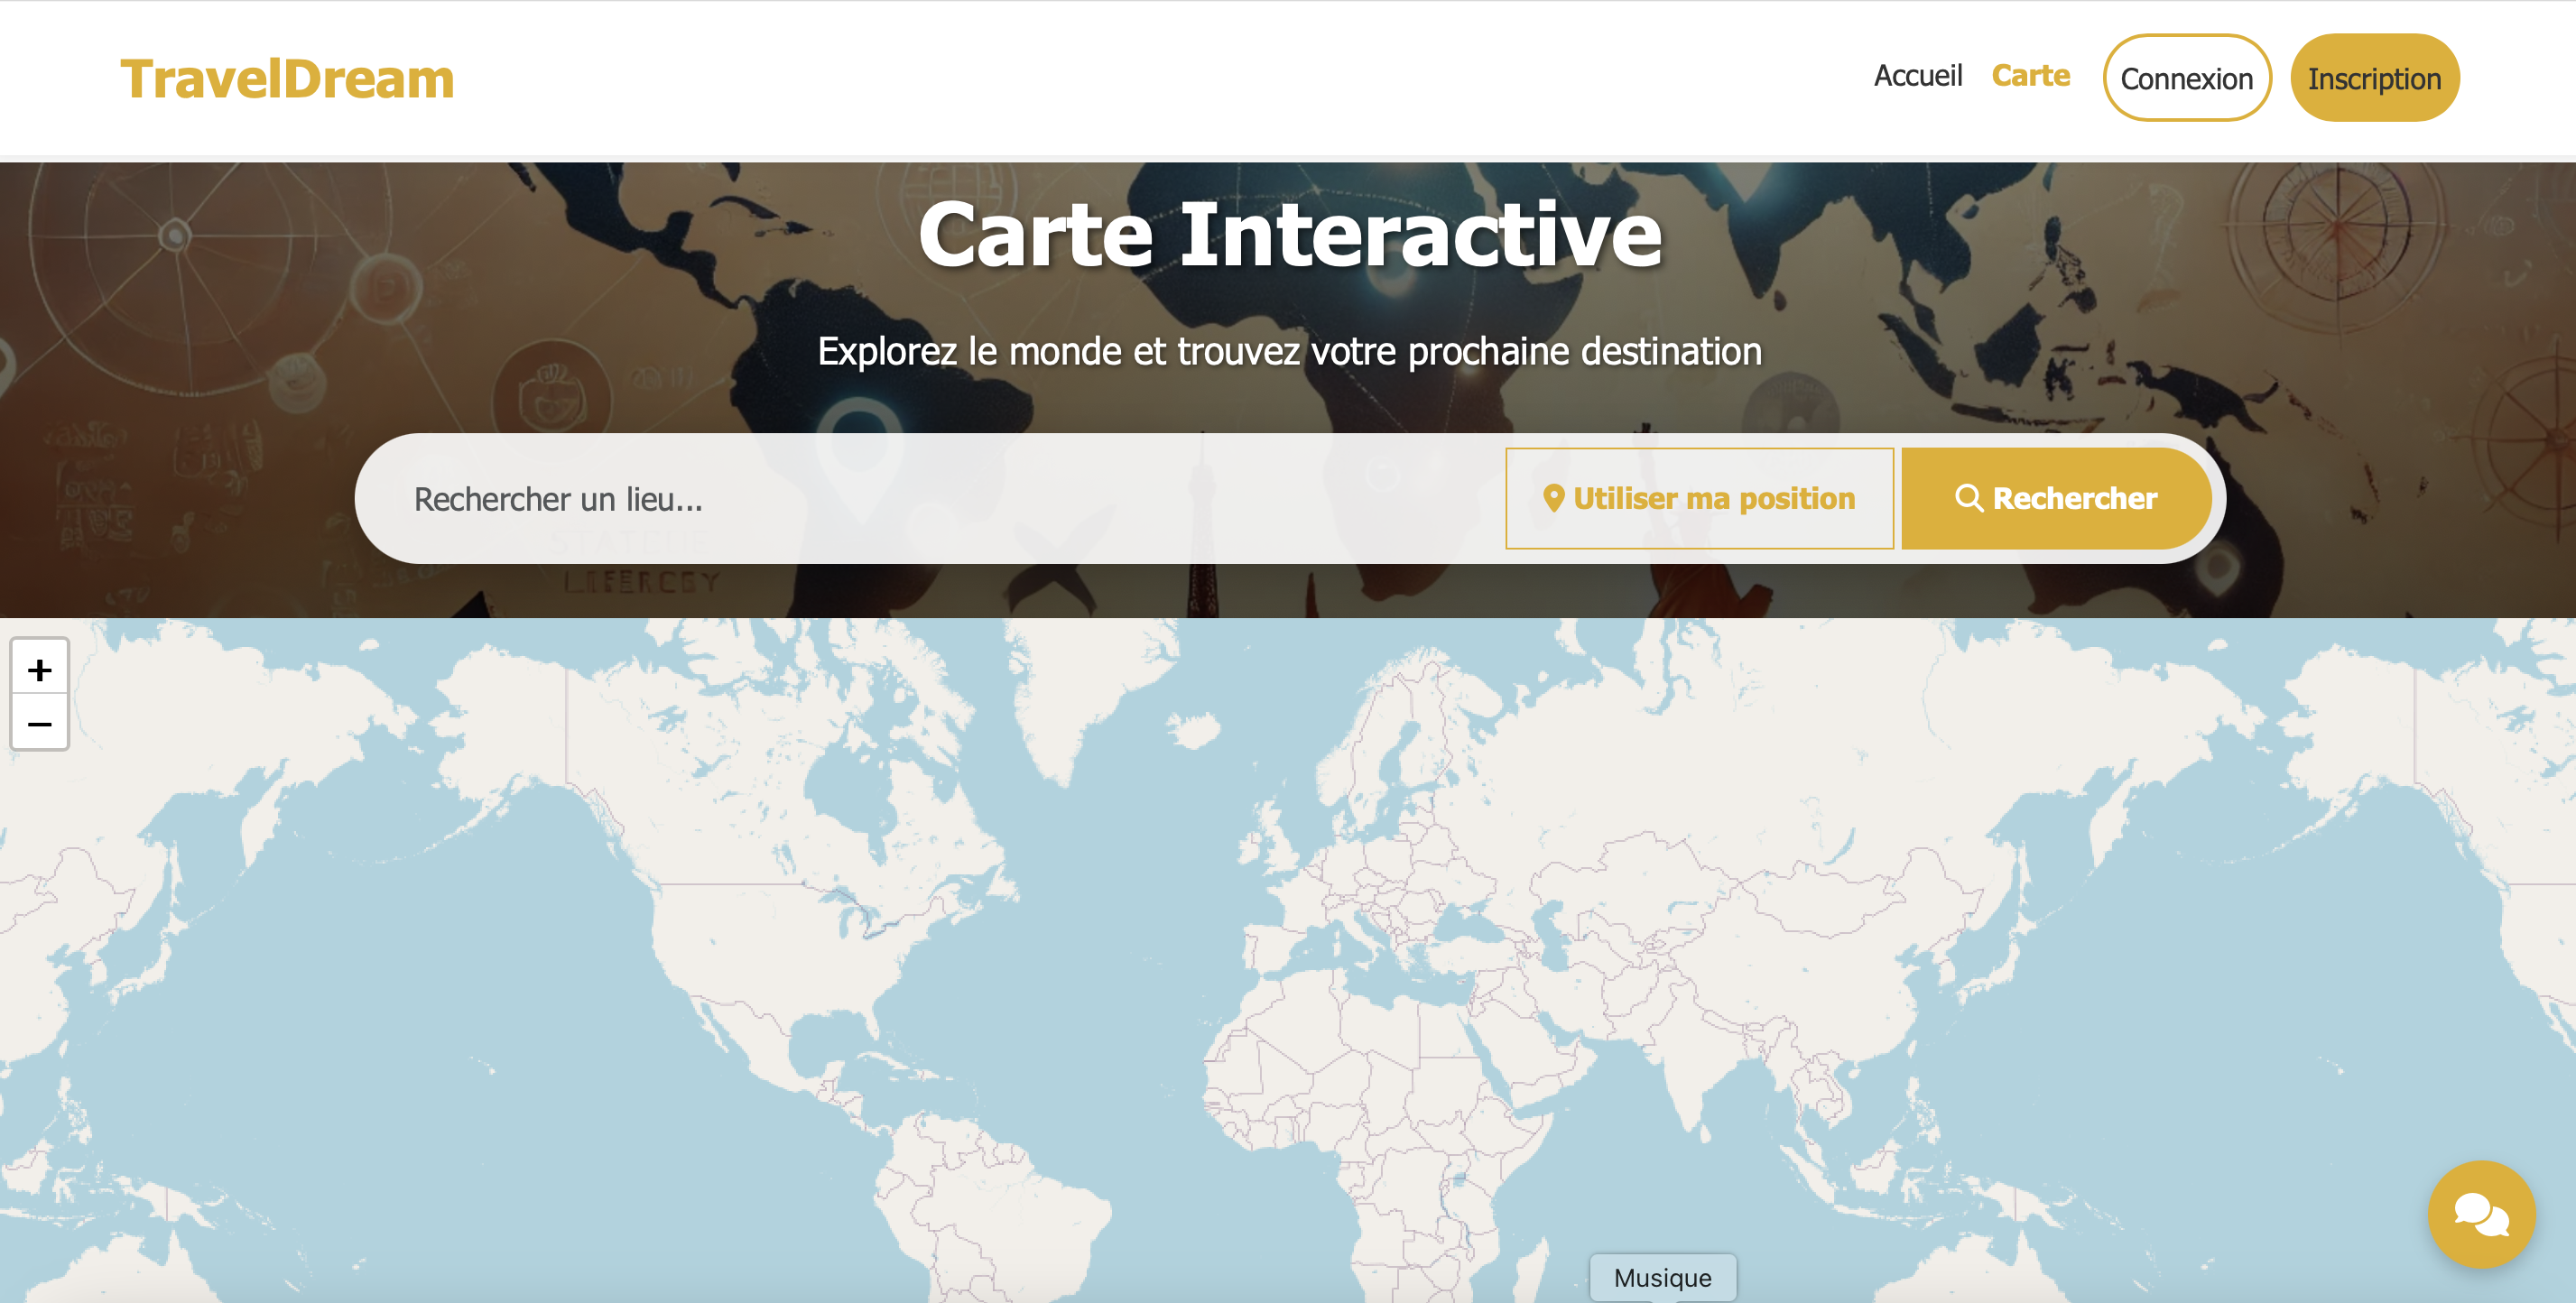 TravelDream
Accueil Carte Connexion Inscription
Carte Interactive
Explorez le monde et trouvez votre prochaine destination
Rechercher un lieu... Utiliser ma position Rechercher
+
−
Musique